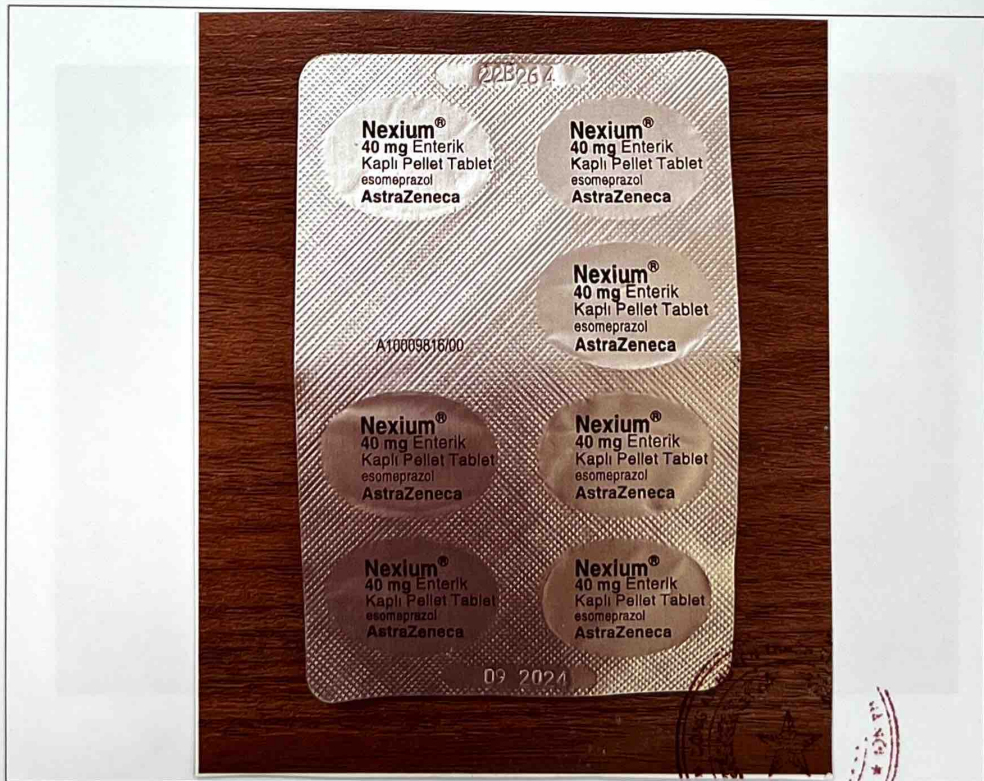 22B264
Nexium®
40 mg Enterik
Kaplı Pellet Tablet
esomeprazol
AstraZeneca
Nexium®
40 mg Enterik
Kaplı Pellet Tablet
esomeprazol
AstraZeneca
Nexium®
40 mg Enterik
Kaplı Pellet Tablet
esomeprazol
AstraZeneca
A10009816/00
Nexium®
40 mg Enterik
Kaplı Pellet Tablet
esomeprazol
AstraZeneca
Nexium®
40 mg Enterik
Kaplı Pellet Tablet
esomeprazol
AstraZeneca
Nexium®
40 mg Enterik
Kaplı Pellet Tablet
esomeprazol
AstraZeneca
Nexium®
40 mg Enterik
Kaplı Pellet Tablet
esomeprazol
AstraZeneca
09 2024